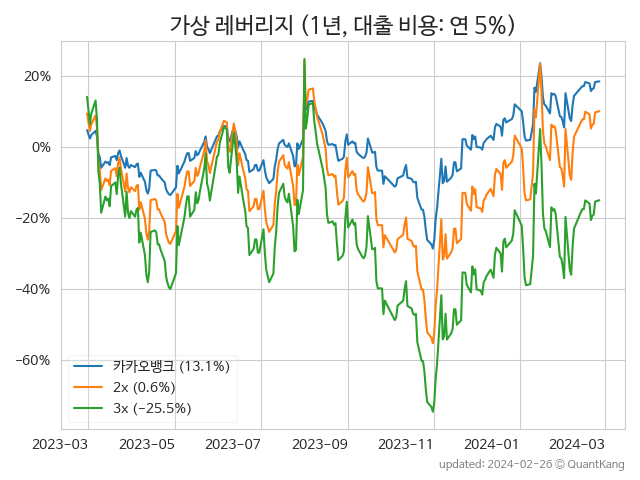 가상 레버리지 (1년, 대출 비용: 연 5%)
20%
0%
−20%
−40%
−60%
카카오뱅크 (13.1%)
2x (0.6%)
3x (−25.5%)
2023-03 2023-05 2023-07 2023-09 2023-11 2024-01 2024-03
updated: 2024-02-26 © QuantKang